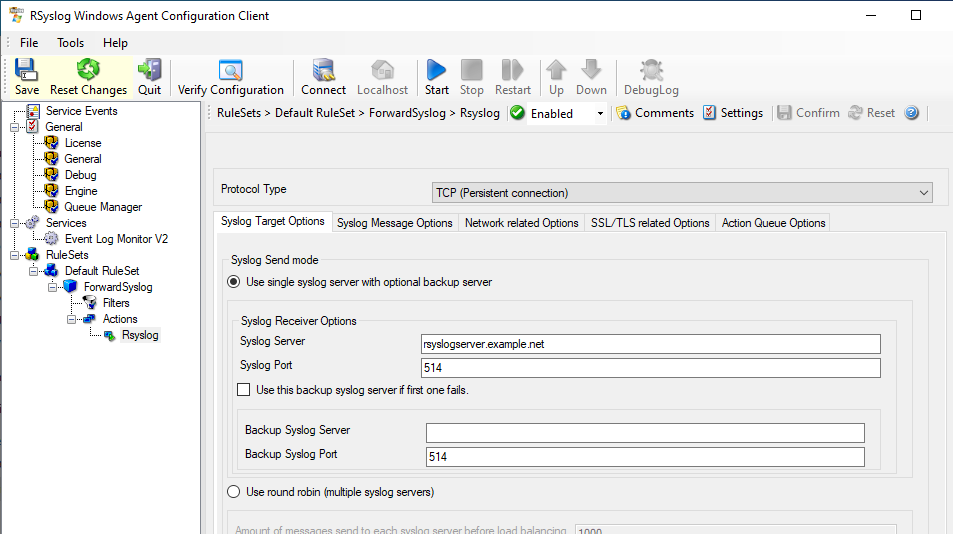 RSyslog Windows Agent Configuration Client
File Tools Help
Save Reset Changes Quit Verify Configuration Connect Localhost Start Stop Restart Up Down DebugLog
Service Events
General
License
General
Debug
Engine
Queue Manager
Services
Event Log Monitor V2
RuleSets
Default RuleSet
ForwardSyslog
Filters
Actions
Rsyslog
RuleSets > Default RuleSet > ForwardSyslog > Rsyslog Enabled Comments Settings Confirm Reset
Protocol Type TCP (Persistent connection)
Syslog Target Options Syslog Message Options Network related Options SSL/TLS related Options Action Queue Options
Syslog Send mode
Use single syslog server with optional backup server
Syslog Receiver Options
Syslog Server rsyslogserver.example.net
Syslog Port 514
Use this backup syslog server if first one fails.
Backup Syslog Server
Backup Syslog Port 514
Use round robin (multiple syslog servers)
Amount of messages send to each syslog server before load balancing 1000